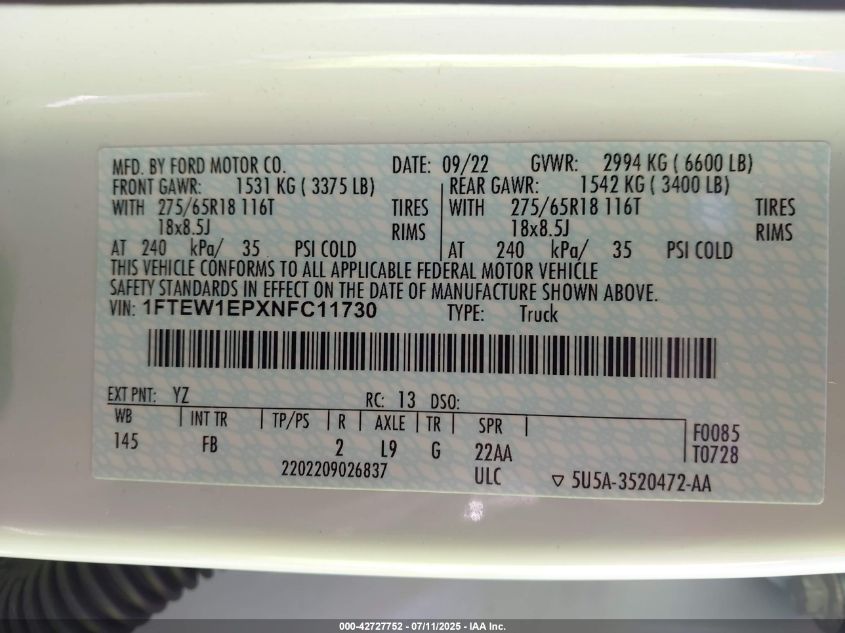 MFD. BY FORD MOTOR CO. DATE: 09/22 GVWR: 2994 KG ( 6600 LB)
FRONT GAWR: 1531 KG ( 3375 LB) REAR GAWR: 1542 KG ( 3400 LB)
WITH 275/65R18 116T TIRES WITH 275/65R18 116T TIRES
18x8.5J RIMS 18x8.5J RIMS
AT 240 kPa/ 35 PSI COLD AT 240 kPa/ 35 PSI COLD
THIS VEHICLE CONFORMS TO ALL APPLICABLE FEDERAL MOTOR VEHICLE
SAFETY STANDARDS IN EFFECT ON THE DATE OF MANUFACTURE SHOWN ABOVE.
VIN: 1FTEW1EPXNFC11730 TYPE: Truck
EXT PNT: YZ RC: 13 DSO:
WB INT TR TP/PS R AXLE TR SPR F0085
145 FB 2 L9 G 22AA T0728
2202209026837 ULC 5U5A-3520472-AA
000-42727752 - 07/11/2025 - IAA Inc.